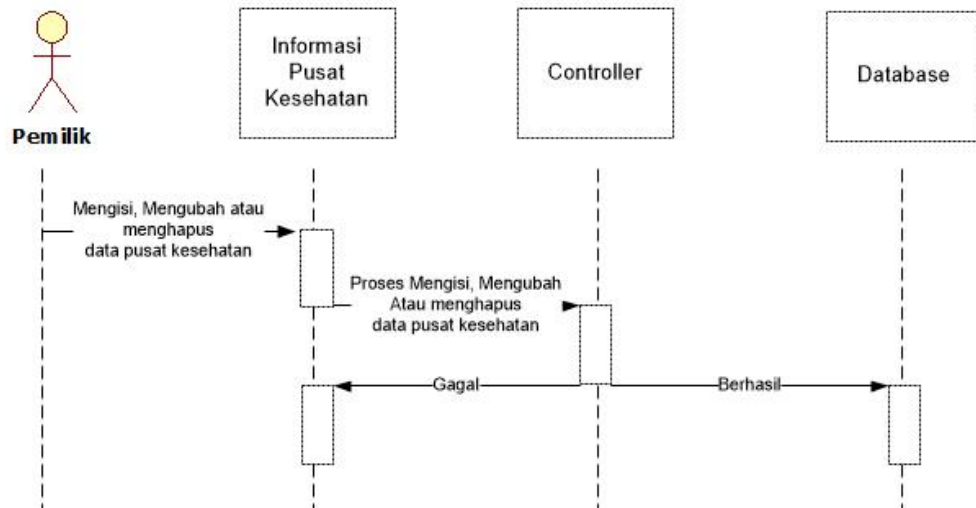 Pemilik
Informasi
Pusat
Kesehatan
Controller
Database
Mengisi, Mengubah atau
menghapus
data pusat kesehatan
Proses Mengisi, Mengubah
Atau menghapus
data pusat kesehatan
Gagal
Berhasil